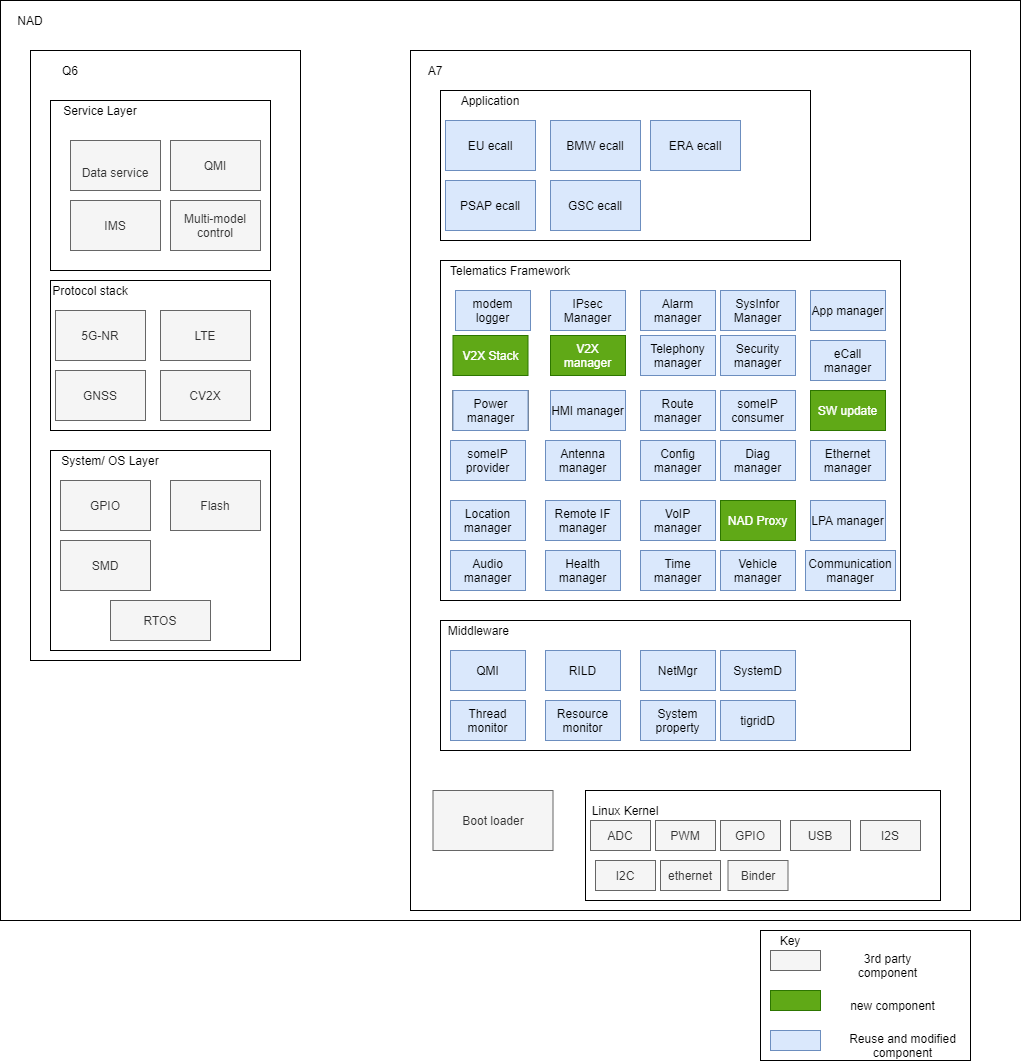 NAD
Q6
Service Layer
Data service
QMI
IMS
Multi-model
control
Protocol stack
5G-NR
LTE
GNSS
CV2X
System/ OS Layer
GPIO
Flash
SMD
RTOS
A7
Application
EU ecall
BMW ecall
ERA ecall
PSAP ecall
GSC ecall
Telematics Framework
modem
logger
IPsec
Manager
Alarm
manager
SysInfor
Manager
App manager
V2X Stack
V2X
manager
Telephony
manager
Security
manager
eCall
manager
Power
manager
HMI manager
Route
manager
someIP
consumer
SW update
someIP
provider
Antenna
manager
Config
manager
Diag
manager
Ethernet
manager
Location
manager
Remote IF
manager
VoIP
manager
NAD Proxy
LPA manager
Audio
manager
Health
manager
Time
manager
Vehicle
manager
Communication
manager
Middleware
QMI
RILD
NetMgr
SystemD
Thread
monitor
Resource
monitor
System
property
tigridD
Boot loader
Linux Kernel
ADC
PWM
GPIO
USB
I2S
I2C
ethernet
Binder
Key
3rd party
component
new component
Reuse and modified
component